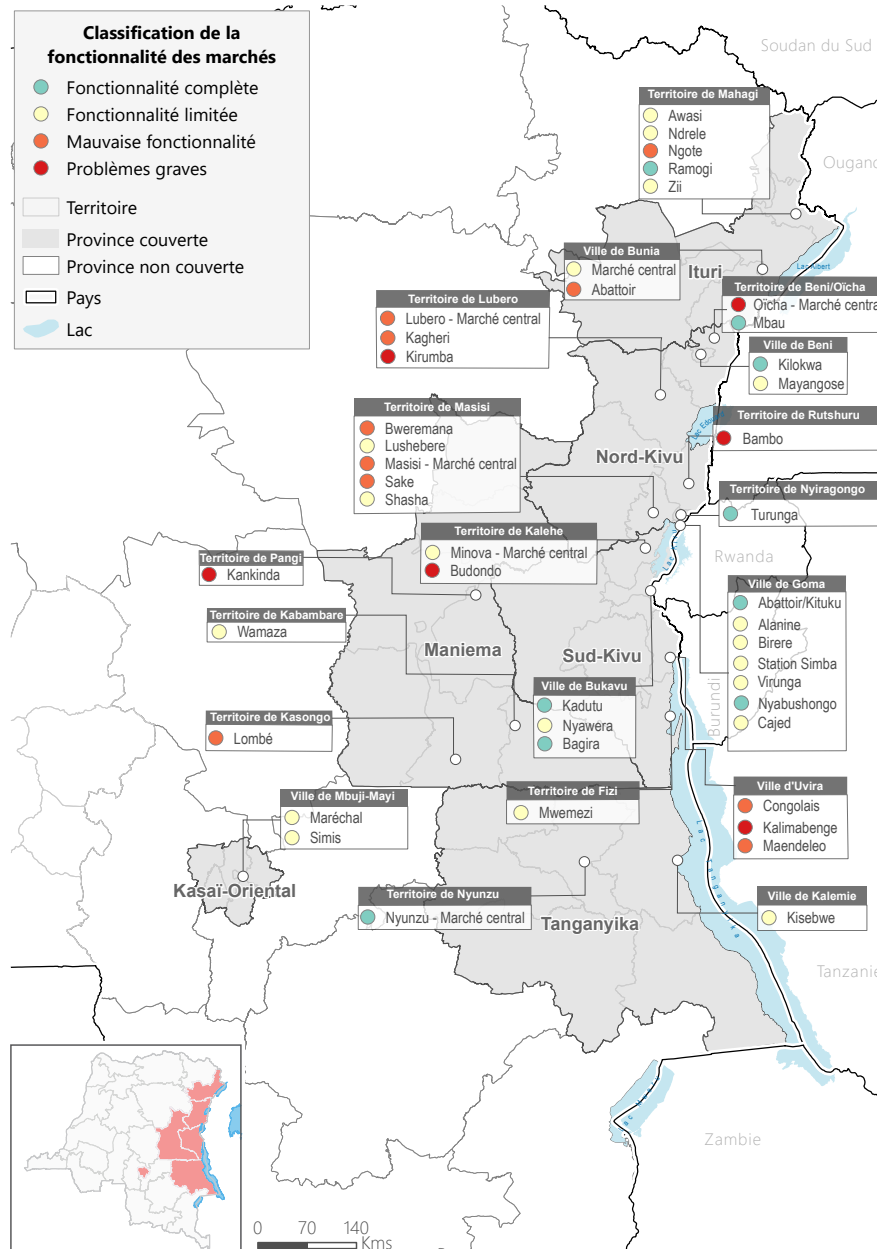 Classification de la
fonctionnalité des marchés
Fonctionnalité complète
Fonctionnalité limitée
Mauvaise fonctionnalité
Problèmes graves
Territoire
Province couverte
Province non couverte
Pays
Lac
Soudan du Sud
Territoire de Mahagi
Awasi
Ndrele
Ngote
Ramogi
Zii
Ougand
Ville de Bunia
Marché central
Abattoir
Ituri
Lac Albert
Territoire de Beni/Oïcha
Oïcha - Marché central
Mbau
Territoire de Lubero
Lubero - Marché central
Kagheri
Kirumba
Ville de Beni
Kilokwa
Mayangose
Territoire de Masisi
Bweremana
Lushebere
Masisi - Marché central
Sake
Shasha
Lac Edouard
Territoire de Rutshuru
Bambo
Nord-Kivu
Territoire de Nyiragongo
Turunga
Territoire de Kalehe
Minova - Marché central
Budondo
Lac
Rwanda
Territoire de Pangi
Kankinda
Ville de Goma
Abattoir/Kituku
Alanine
Birere
Station Simba
Virunga
Nyabushongo
Cajed
Territoire de Kabambare
Wamaza
Maniema
Sud-Kivu
Burundi
Ville de Bukavu
Kadutu
Nyawera
Bagira
Territoire de Kasongo
Lombé
Ville d'Uvira
Congolais
Kalimabenge
Maendeleo
Territoire de Fizi
Mwemezi
Ville de Mbuji-Mayi
Maréchal
Simis
Lac Tanganyika
Kasaï-Oriental
Territoire de Nyunzu
Nyunzu - Marché central
Tanganyika
Ville de Kalemie
Kisebwe
Tanzanie
Zambie
0 70 140
Kms